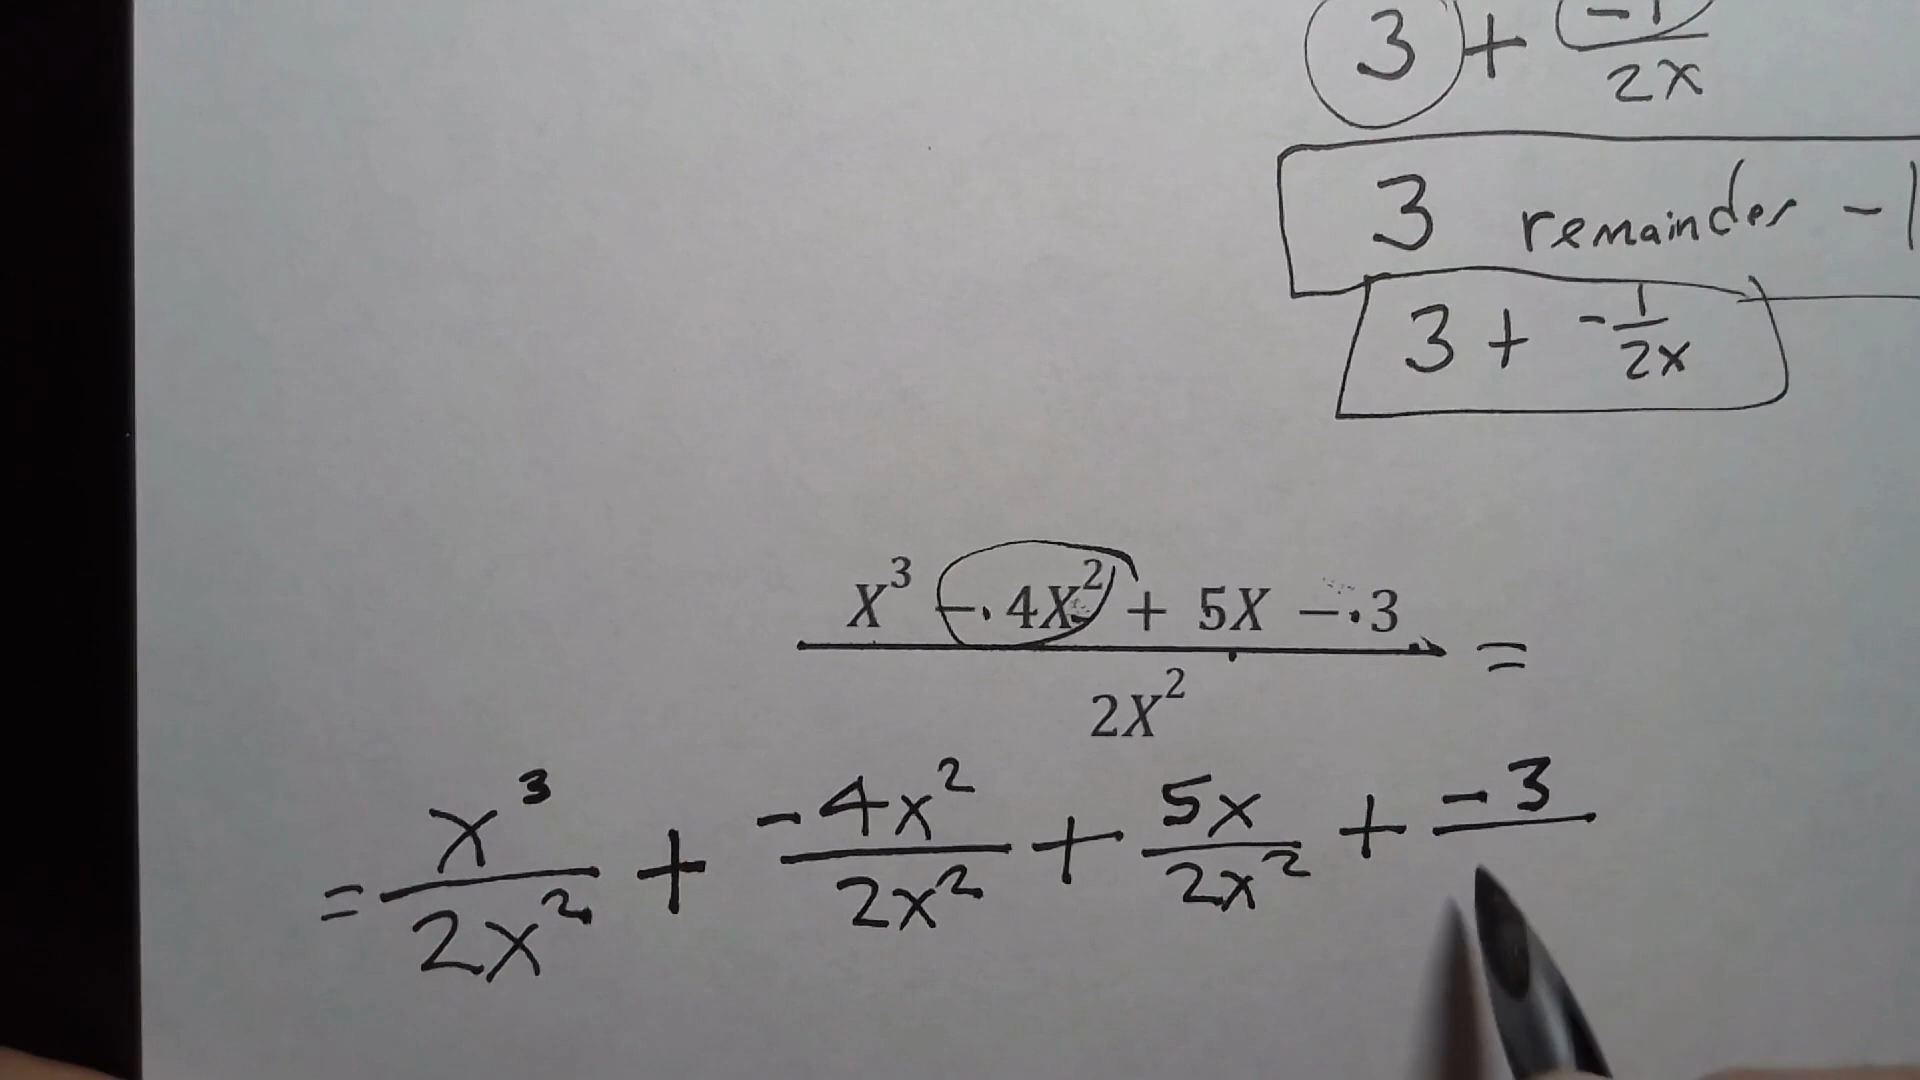 3 + -1/2x
3 remainder -1
3 + -1/2x
X³ - 4X² + 5X - 3 / 2X² =
= x³/2x² + -4x²/2x² + 5x/2x² + -3/